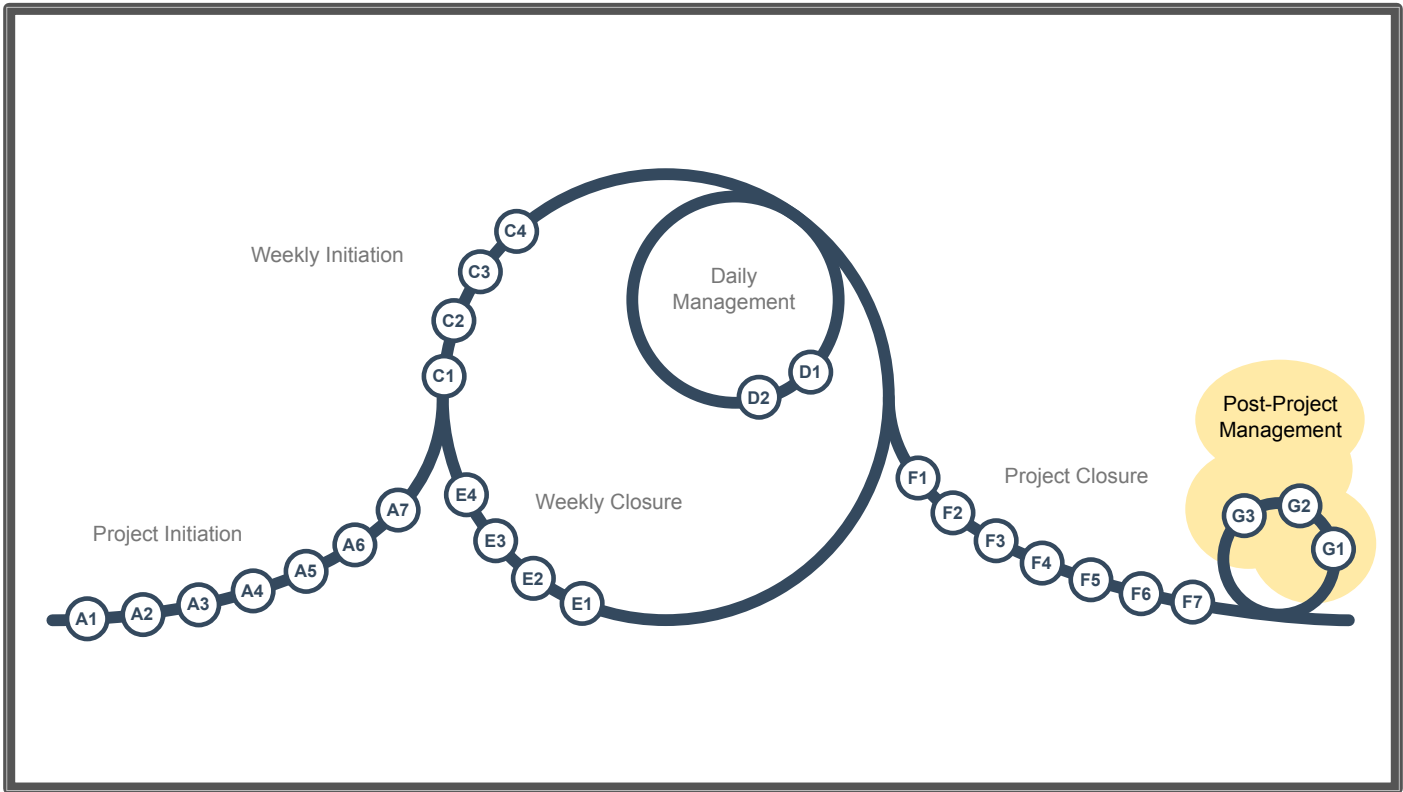 Project Initiation
A1
A2
A3
A4
A5
A6
A7
Weekly Initiation
C1
C2
C3
C4
Daily
Management
D1
D2
Weekly Closure
E1
E2
E3
E4
Project Closure
F1
F2
F3
F4
F5
F6
F7
Post-Project
Management
G1
G2
G3